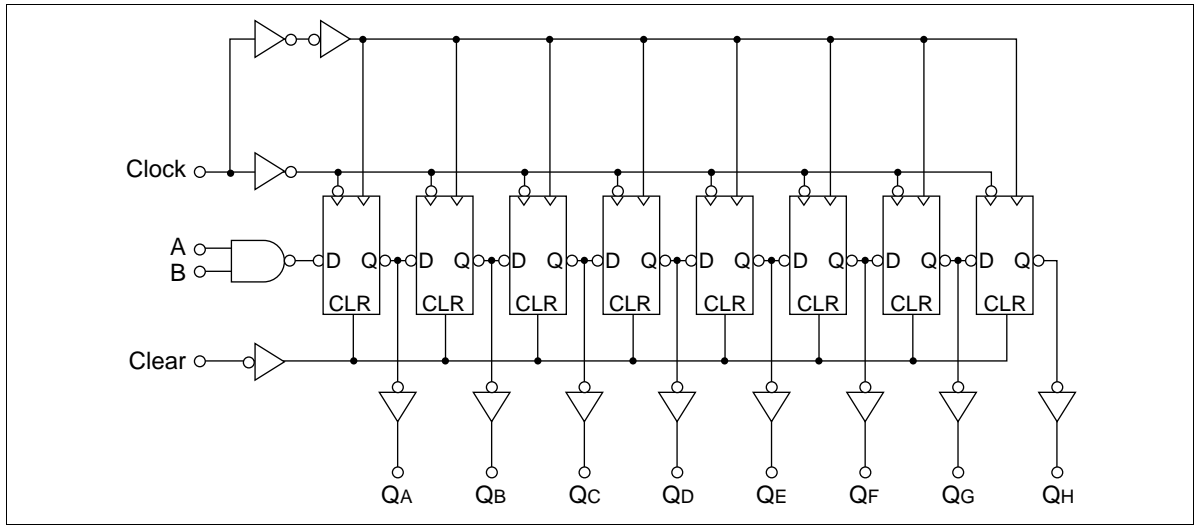 Clock
A
B
D Q D Q D Q D Q D Q D Q D Q D Q
CLR CLR CLR CLR CLR CLR CLR CLR
Clear
QA QB QC QD QE QF QG QH